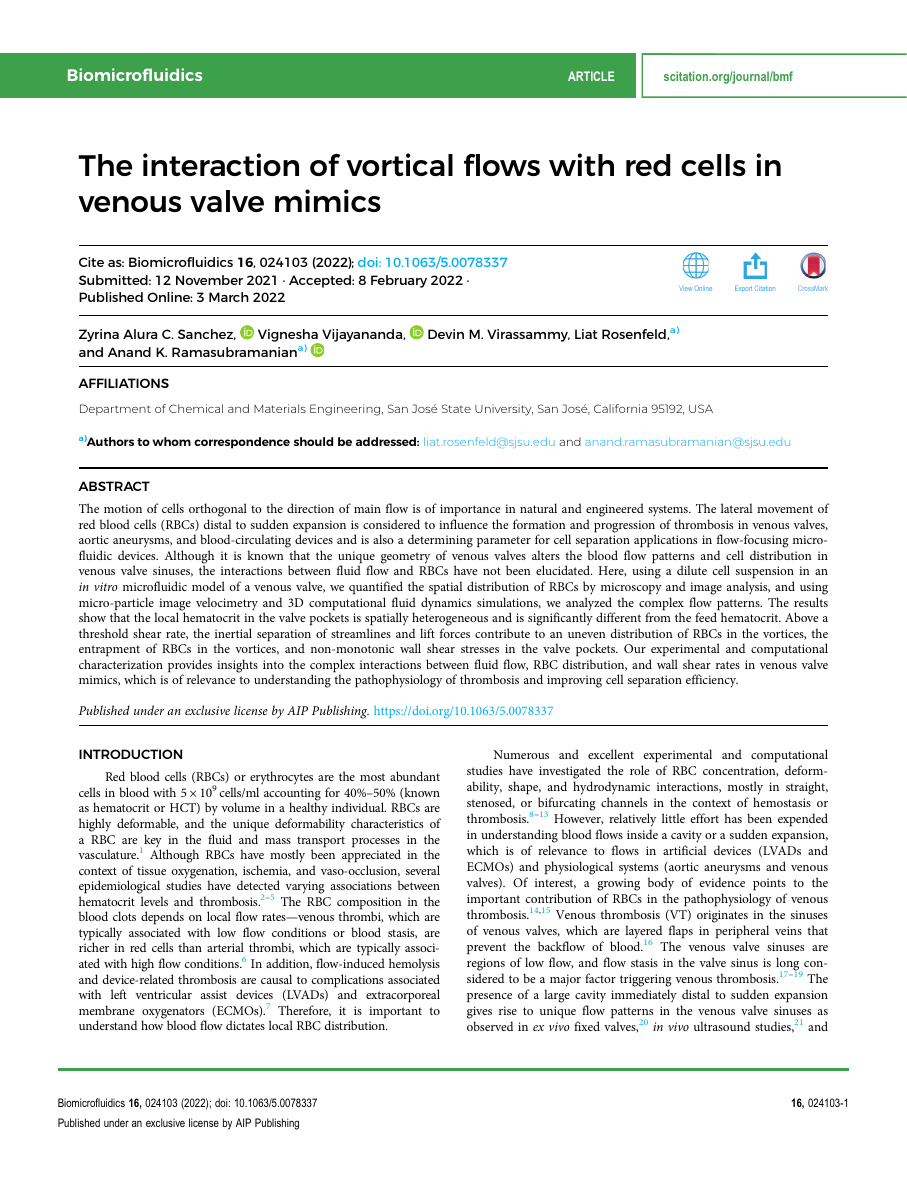 Biomicrofluidics
ARTICLE
scitation.org/journal/bmf
The interaction of vortical flows with red cells in
venous valve mimics
Cite as: Biomicrofluidics 16, 024103 (2022); doi: 10.1063/5.0078337
Submitted: 12 November 2021 · Accepted: 8 February 2022 ·
Published Online: 3 March 2022
View Online
Export Citation
CrossMark
Zyrina Alura C. Sanchez, iD Vignesha Vijayananda, iD Devin M. Virassammy, Liat Rosenfeld,a)
and Anand K. Ramasubramaniana) iD
AFFILIATIONS
Department of Chemical and Materials Engineering, San José State University, San José, California 95192, USA
a)Authors to whom correspondence should be addressed: liat.rosenfeld@sjsu.edu and anand.ramasubramanian@sjsu.edu
ABSTRACT
The motion of cells orthogonal to the direction of main flow is of importance in natural and engineered systems. The lateral movement of
red blood cells (RBCs) distal to sudden expansion is considered to influence the formation and progression of thrombosis in venous valves,
aortic aneurysms, and blood-circulating devices and is also a determining parameter for cell separation applications in flow-focusing micro-
fluidic devices. Although it is known that the unique geometry of venous valves alters the blood flow patterns and cell distribution in
venous valve sinuses, the interactions between fluid flow and RBCs have not been elucidated. Here, using a dilute cell suspension in an
in vitro microfluidic model of a venous valve, we quantified the spatial distribution of RBCs by microscopy and image analysis, and using
micro-particle image velocimetry and 3D computational fluid dynamics simulations, we analyzed the complex flow patterns. The results
show that the local hematocrit in the valve pockets is spatially heterogeneous and is significantly different from the feed hematocrit. Above a
threshold shear rate, the inertial separation of streamlines and lift forces contribute to an uneven distribution of RBCs in the vortices, the
entrapment of RBCs in the vortices, and non-monotonic wall shear stresses in the valve pockets. Our experimental and computational
characterization provides insights into the complex interactions between fluid flow, RBC distribution, and wall shear rates in venous valve
mimics, which is of relevance to understanding the pathophysiology of thrombosis and improving cell separation efficiency.
Published under an exclusive license by AIP Publishing. https://doi.org/10.1063/5.0078337
INTRODUCTION
Red blood cells (RBCs) or erythrocytes are the most abundant
cells in blood with 5 × 10⁹ cells/ml accounting for 40%–50% (known
as hematocrit or HCT) by volume in a healthy individual. RBCs are
highly deformable, and the unique deformability characteristics of
a RBC are key in the fluid and mass transport processes in the
vasculature.¹ Although RBCs have mostly been appreciated in the
context of tissue oxygenation, ischemia, and vaso-occlusion, several
epidemiological studies have detected varying associations between
hematocrit levels and thrombosis.²⁻⁵ The RBC composition in the
blood clots depends on local flow rates—venous thrombi, which are
typically associated with low flow conditions or blood stasis, are
richer in red cells than arterial thrombi, which are typically associ-
ated with high flow conditions.⁶ In addition, flow-induced hemolysis
and device-related thrombosis are causal to complications associated
with left ventricular assist devices (LVADs) and extracorporeal
membrane oxygenators (ECMOs).⁷ Therefore, it is important to
understand how blood flow dictates local RBC distribution.
Numerous and excellent experimental and computational
studies have investigated the role of RBC concentration, deform-
ability, shape, and hydrodynamic interactions, mostly in straight,
stenosed, or bifurcating channels in the context of hemostasis or
thrombosis.⁸⁻¹³ However, relatively little effort has been expended
in understanding blood flows inside a cavity or a sudden expansion,
which is of relevance to flows in artificial devices (LVADs and
ECMOs) and physiological systems (aortic aneurysms and venous
valves). Of interest, a growing body of evidence points to the
important contribution of RBCs in the pathophysiology of venous
thrombosis.¹⁴,¹⁵ Venous thrombosis (VT) originates in the sinuses
of venous valves, which are layered flaps in peripheral veins that
prevent the backflow of blood.¹⁶ The venous valve sinuses are
regions of low flow, and flow stasis in the valve sinus is long con-
sidered to be a major factor triggering venous thrombosis.¹⁷⁻¹⁹ The
presence of a large cavity immediately distal to sudden expansion
gives rise to unique flow patterns in the venous valve sinuses as
observed in ex vivo fixed valves,²⁰ in vivo ultrasound studies,²¹ and
Biomicrofluidics 16, 024103 (2022); doi: 10.1063/5.0078337
16, 024103-1
Published under an exclusive license by AIP Publishing